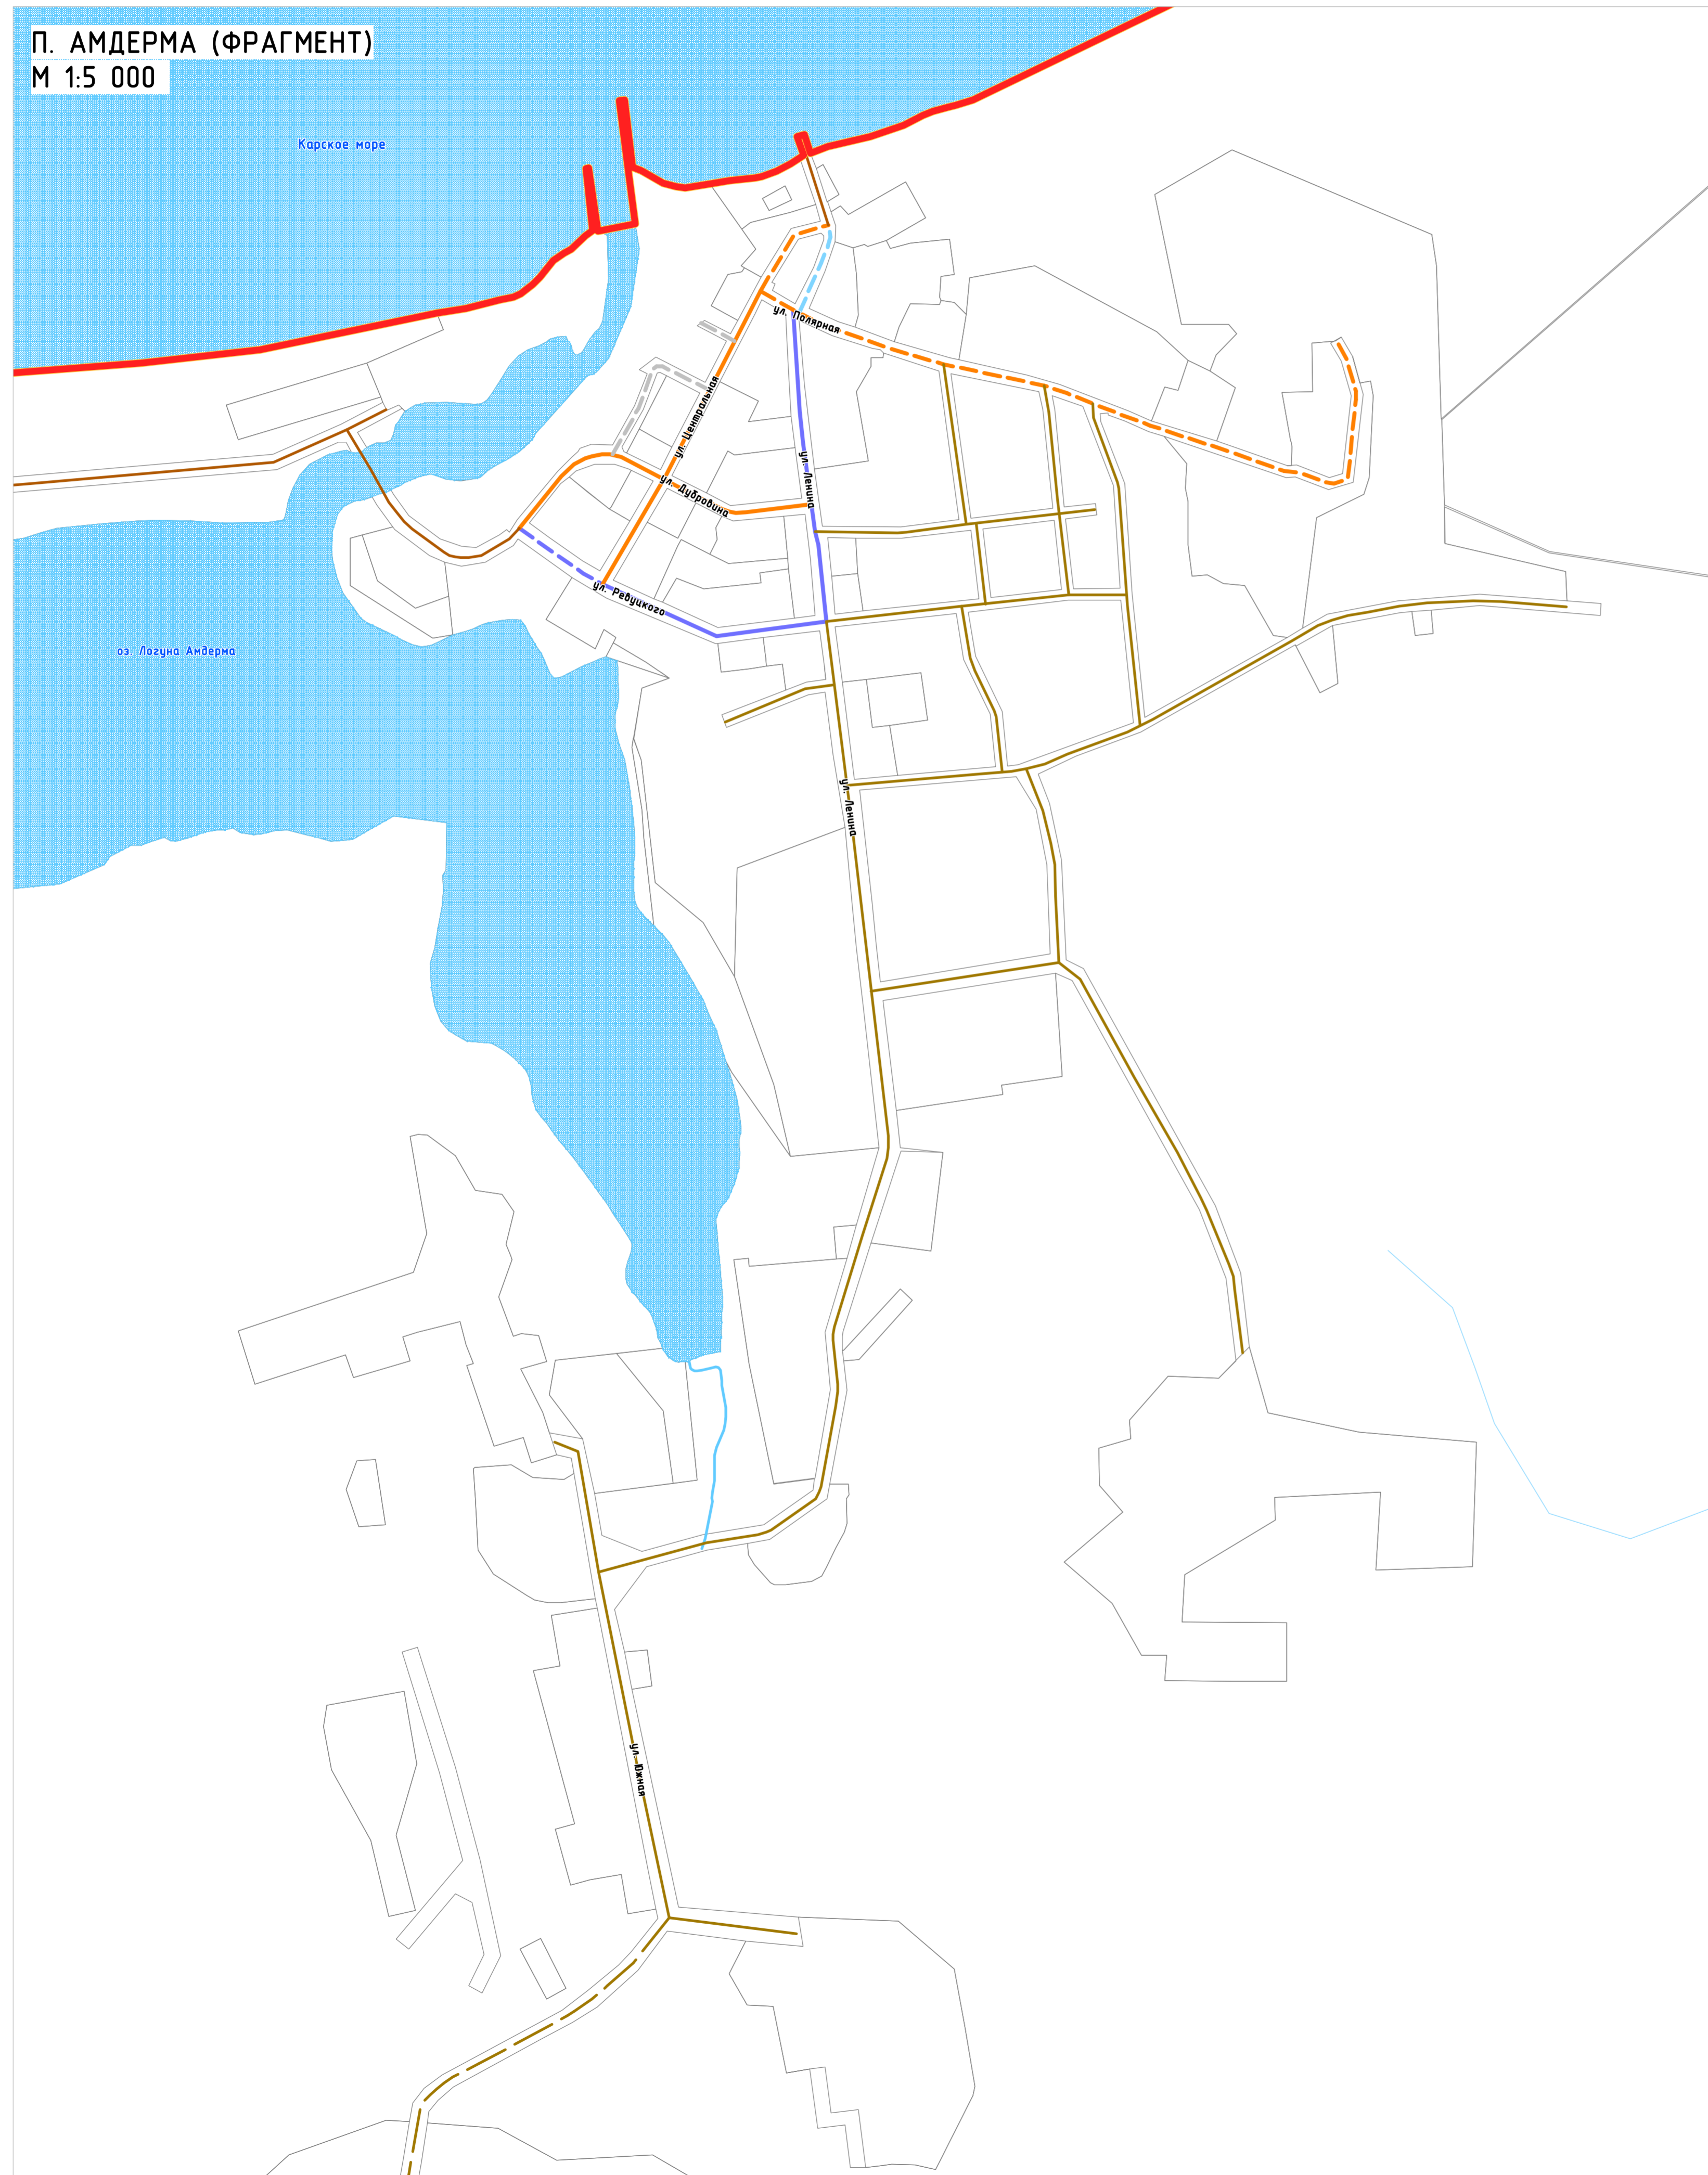 П. АМДЕРМА (ФРАГМЕНТ)
М 1:5 000
Карское море
ул. Полярная
ул. Центральная
ул. Ленина
ул. Дубровина
ул. Ревуцкого
оз. Логуна Амдерма
ул. Ленина
ул. Южная